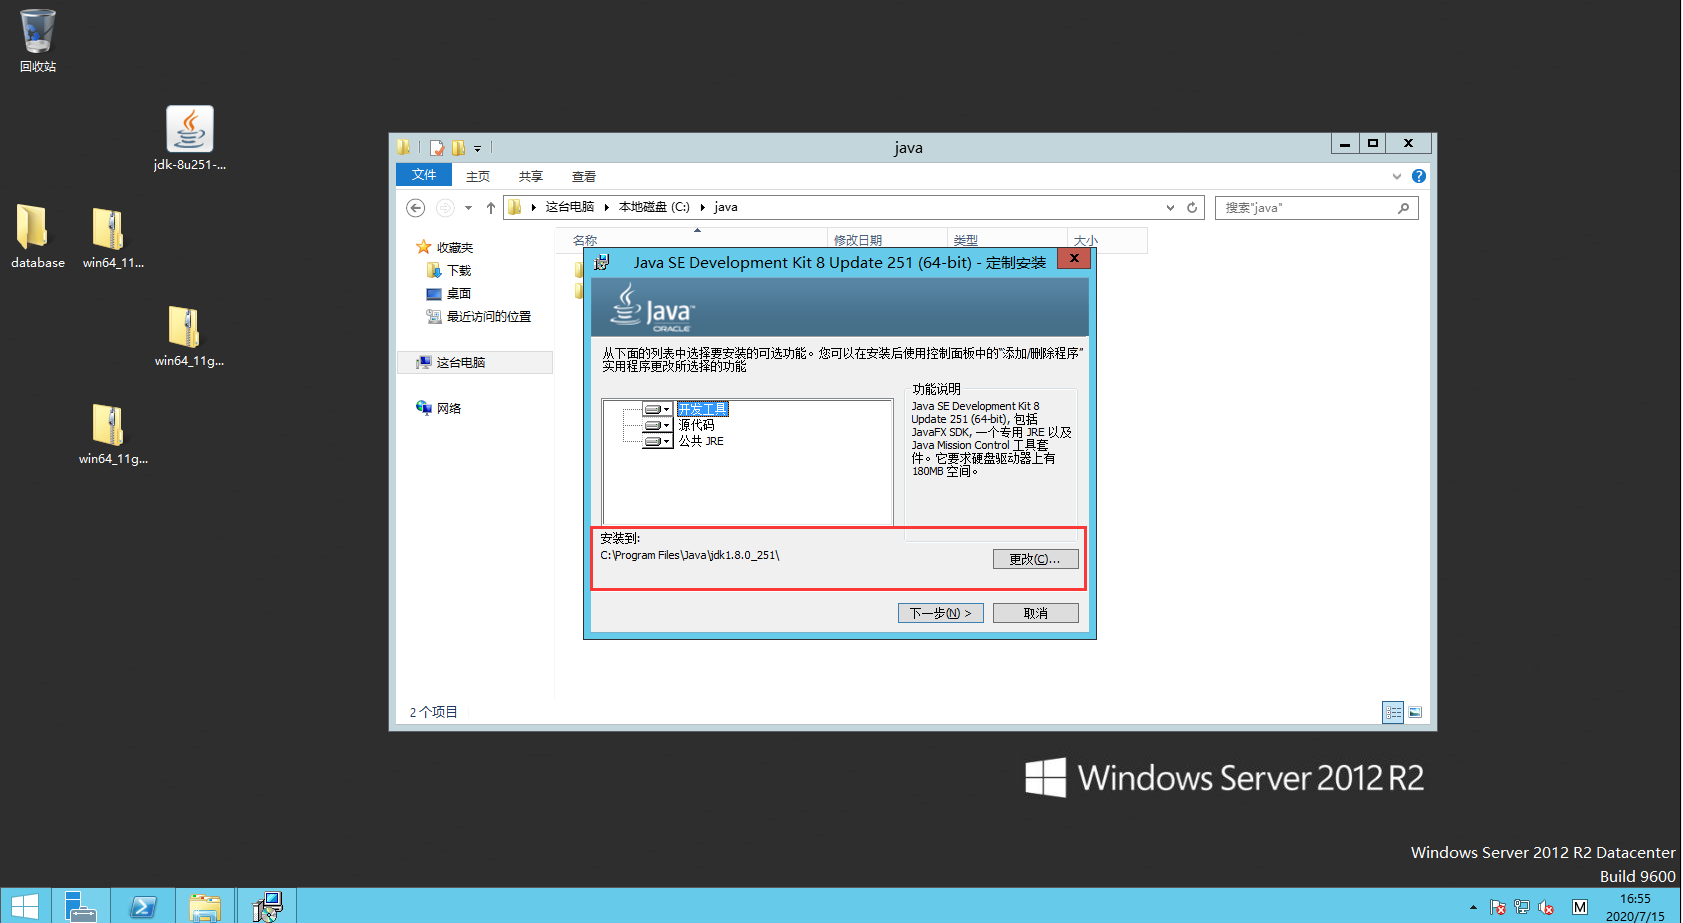 回收站
jdk-8u251-...
database
win64_11...
win64_11g...
win64_11g...
java
文件
主页
共享
查看
这台电脑
本地磁盘 (C:)
java
搜索"java"
收藏夹
下载
桌面
最近访问的位置
这台电脑
网络
名称
修改日期
类型
大小
Java SE Development Kit 8 Update 251 (64-bit) - 定制安装
Java™
ORACLE
从下面的列表中选择要安装的可选功能。您可以在安装后使用控制面板中的"添加/删除程序"
实用程序更改所选择的功能
开发工具
源代码
公共 JRE
功能说明
Java SE Development Kit 8
Update 251 (64-bit), 包括
JavaFX SDK, 一个专用 JRE 以及
Java Mission Control 工具套
件。它要求硬盘驱动器上有
180MB 空间。
安装到:
C:\Program Files\Java\jdk1.8.0_251\
更改(C)...
下一步(N) >
取消
2 个项目
Windows Server 2012 R2
Windows Server 2012 R2 Datacenter
Build 9600
M
16:55
2020/7/15